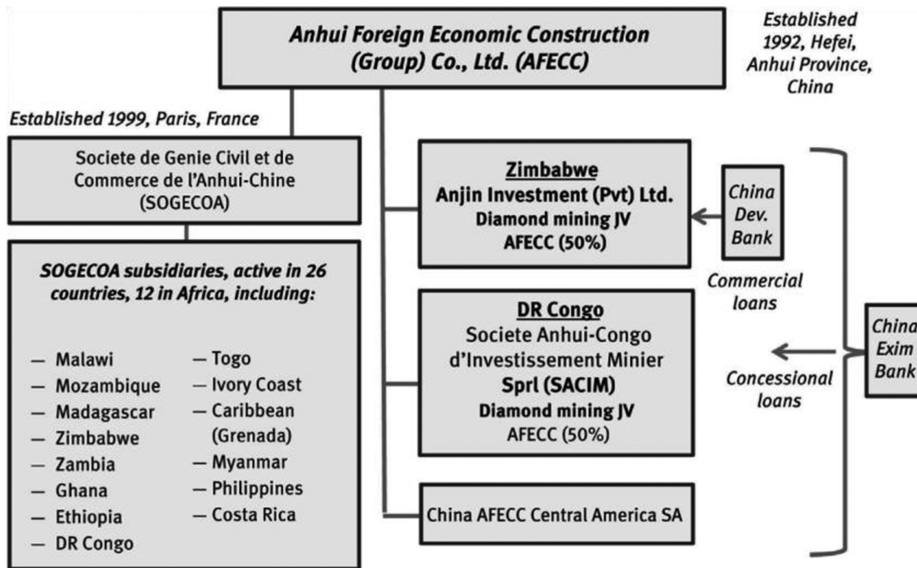 Anhui Foreign Economic Construction
(Group) Co., Ltd. (AFECC)
Established
1992, Hefei,
Anhui Province,
China
Established 1999, Paris, France
Societe de Genie Civil et de
Commerce de l'Anhui-Chine
(SOGECOA)
SOGECOA subsidiaries, active in 26
countries, 12 in Africa, including:
— Malawi
— Mozambique
— Madagascar
— Zimbabwe
— Zambia
— Ghana
— Ethiopia
— DR Congo
— Togo
— Ivory Coast
— Caribbean
(Grenada)
— Myanmar
— Philippines
— Costa Rica
Zimbabwe
Anjin Investment (Pvt) Ltd.
Diamond mining JV
AFECC (50%)
China
Dev.
Bank
Commercial
loans
DR Congo
Societe Anhui-Congo
d'Investissement Minier
Sprl (SACIM)
Diamond mining JV
AFECC (50%)
Concessional
loans
China
Exim
Bank
China AFECC Central America SA